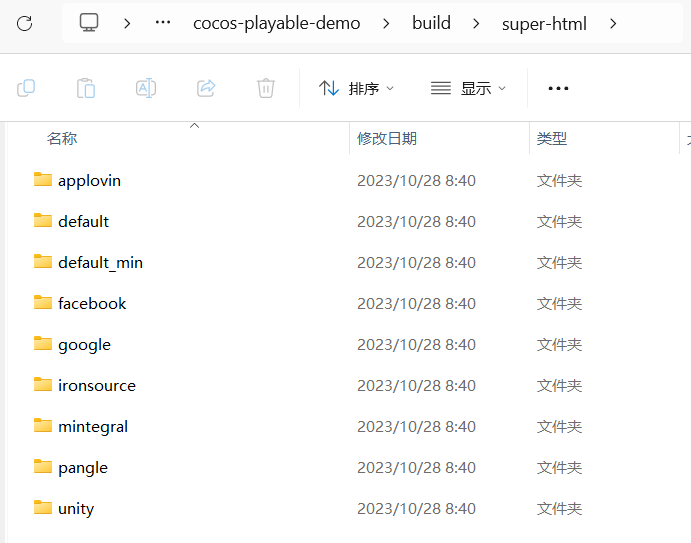 cocos-playable-demo > build > super-html >
排序 显示
名称 修改日期 类型
applovin 2023/10/28 8:40 文件夹
default 2023/10/28 8:40 文件夹
default_min 2023/10/28 8:40 文件夹
facebook 2023/10/28 8:40 文件夹
google 2023/10/28 8:40 文件夹
ironsource 2023/10/28 8:40 文件夹
mintegral 2023/10/28 8:40 文件夹
pangle 2023/10/28 8:40 文件夹
unity 2023/10/28 8:40 文件夹